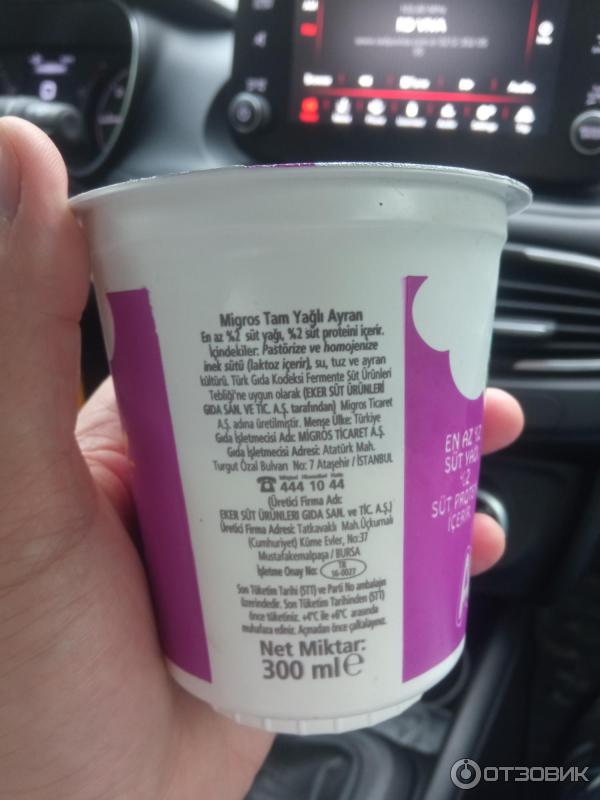 Migros Tam Yağlı Ayran
En az %2 süt yağı, %2 süt proteini içerir.
İçindekiler: Pastörize ve homojenize
inek sütü (laktoz içerir), su, tuz ve ayran
kültürü. Türk Gıda Kodeksi Fermente Süt Ürünleri
Tebliği'ne uygun olarak (EKER SÜT ÜRÜNLERİ
GIDA SAN. VE TİC. A.Ş. tarafından) Migros Ticaret
A.Ş. adına üretilmiştir. Menşe Ülke: Türkiye
Gıda İşletmecisi Adı: MİGROS TİCARET A.Ş.
Gıda İşletmecisi Adresi: Atatürk Mah.
Turgut Özal Bulvarı No: 7 Ataşehir / İSTANBUL
Migros Hizmetleri Hattı
444 10 44
(Üretici Firma Adı:
EKER SÜT ÜRÜNLERİ GIDA SAN. ve TİC. A.Ş.)
Üretici Firma Adresi: Tatkavaklı Mah.Uçkumalı
(Cumhuriyet) Küme Evler, No:37
Mustafakemalpaşa / BURSA
İşletme Onay No: TR 16-0027
Son Tüketim Tarihi (STT) ve Parti No ambalajın
üzerindedir. Son Tüketim Tarihinden (STT)
önce tüketiniz. +4°C ile +6°C arasında
muhafaza ediniz. Açmadan önce çalkalayınız.
Net Miktar:
300 ml e
EN AZ %2
SÜT YAĞI
%2
SÜT PROTEİNİ
İÇERİR
Audio
ОТЗОВИК